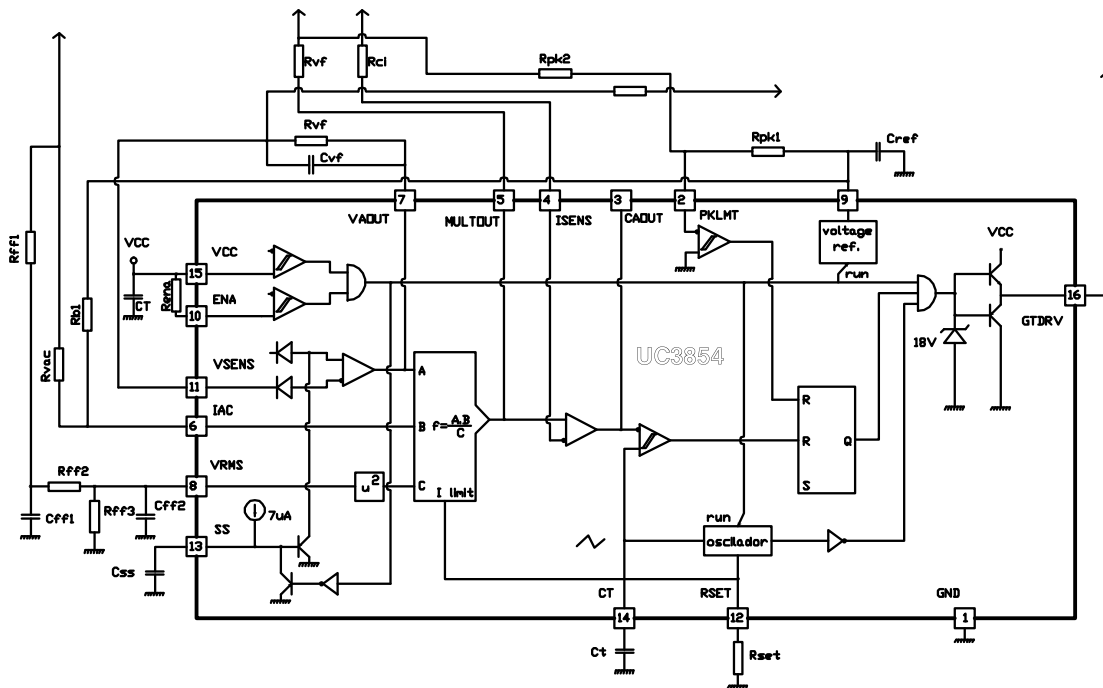 Rvf
Rci
Rpk2
Rvf
Cvf
Rpk1
Cref
7
5
4
3
2
9
VAOUT
MULTOUT
ISENS
CAOUT
PKLMT
voltage
ref.
run
VCC
Rff1
VCC
VCC
15
CT
Rena
ENA
10
Rb1
16
GTDRV
18V
Rvac
VSENS
11
UC3854
A
IAC
6
B f=A.B/C
R
R
Q
S
VRMS
8
Rff2
u2
C
I limit
Cff1
Rff3
Cff2
7uA
SS
13
Css
run
oscilador
CT
RSET
GND
14
12
1
Ct
Rset